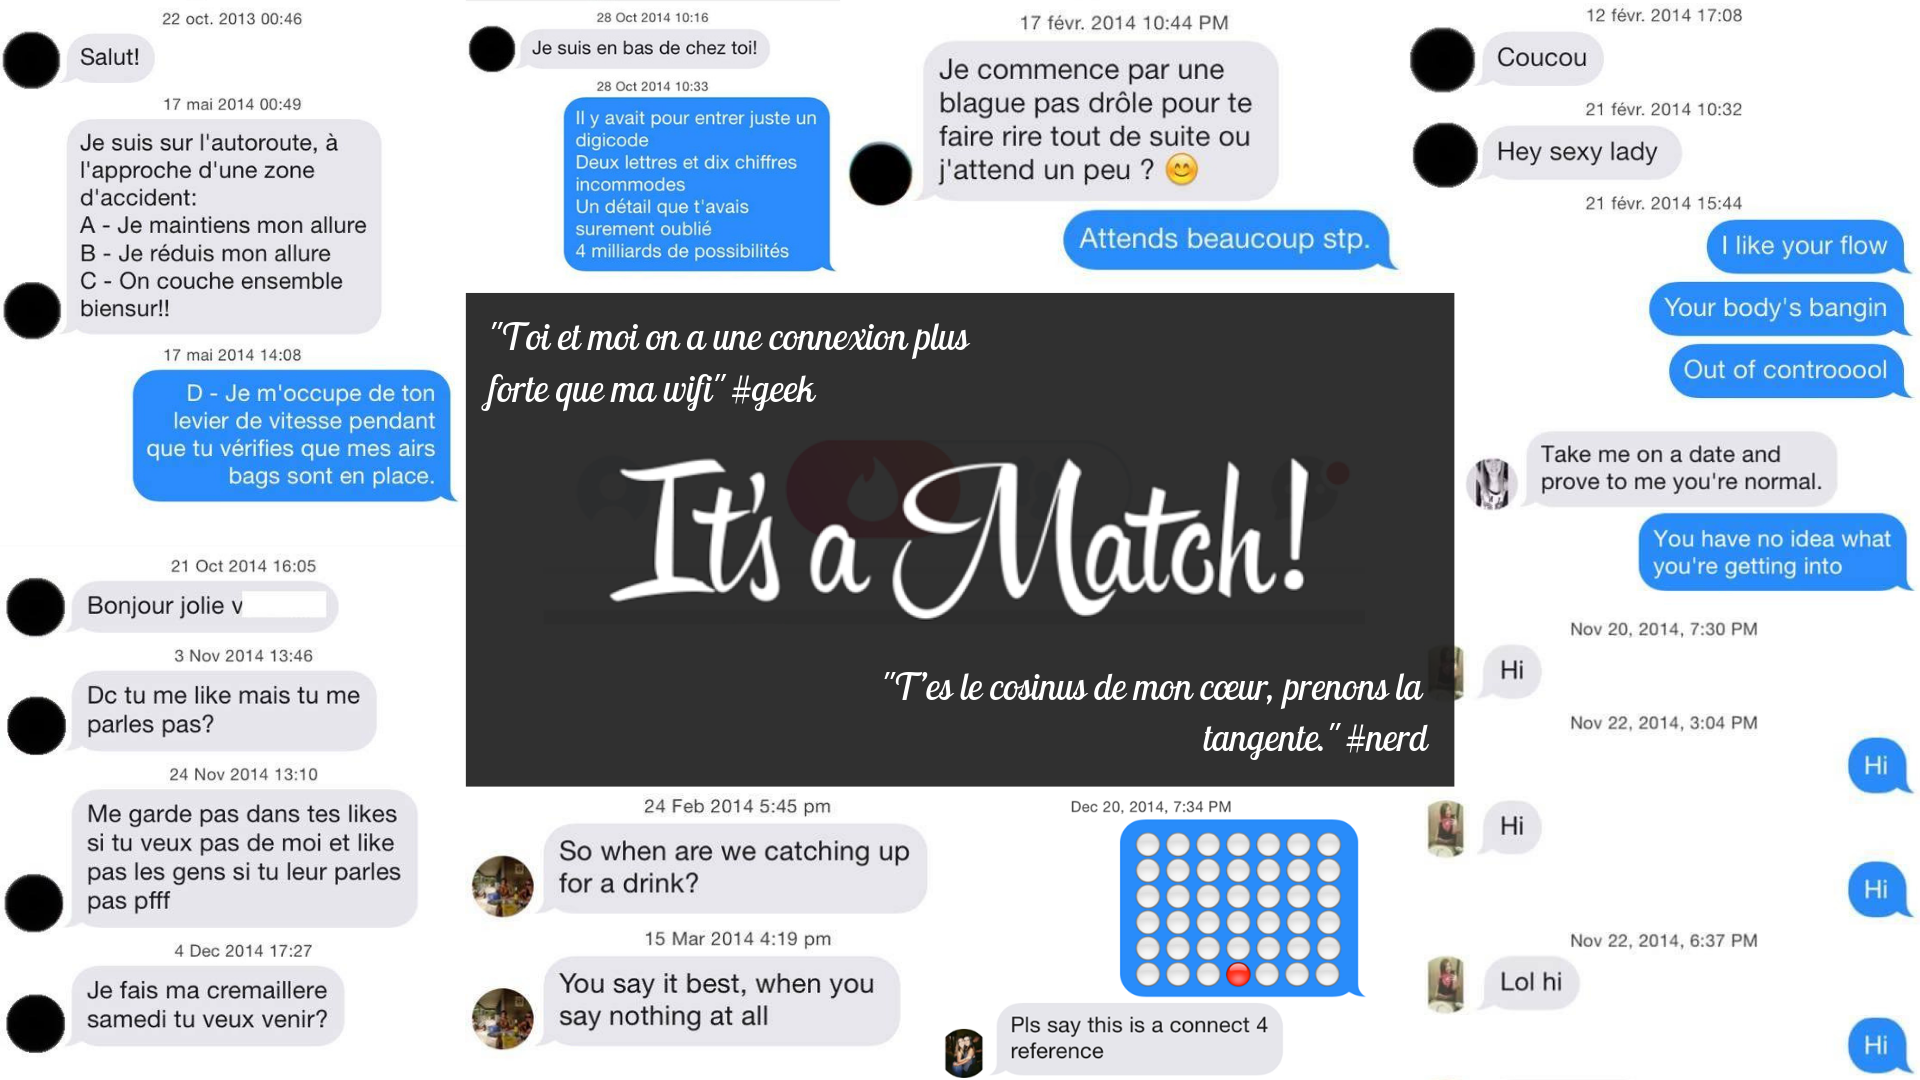 22 oct. 2013 00:46
Salut!
17 mai 2014 00:49
Je suis sur l'autoroute, à
l'approche d'une zone
d'accident:
A - Je maintiens mon allure
B - Je réduis mon allure
C - On couche ensemble
biensur!!
17 mai 2014 14:08
D - Je m'occupe de ton
levier de vitesse pendant
que tu vérifies que mes airs
bags sont en place.
21 Oct 2014 16:05
Bonjour jolie v
3 Nov 2014 13:46
Dc tu me like mais tu me
parles pas?
24 Nov 2014 13:10
Me garde pas dans tes likes
si tu veux pas de moi et like
pas les gens si tu leur parles
pas pfff
4 Dec 2014 17:27
Je fais ma cremaillere
samedi tu veux venir?
28 Oct 2014 10:16
Je suis en bas de chez toi!
28 Oct 2014 10:33
Il y avait pour entrer juste un
digicode
Deux lettres et dix chiffres
incommodes
Un détail que t'avais
surement oublié
4 milliards de possibilités
17 févr. 2014 10:44 PM
Je commence par une
blague pas drôle pour te
faire rire tout de suite ou
j'attend un peu ? 😊
Attends beaucoup stp.
"Toi et moi on a une connexion plus
forte que ma wifi" #geek
It's a Match!
"T'es le cosinus de mon cœur, prenons la
tangente." #nerd
24 Feb 2014 5:45 pm
So when are we catching up
for a drink?
15 Mar 2014 4:19 pm
You say it best, when you
say nothing at all
Dec 20, 2014, 7:34 PM
Pls say this is a connect 4
reference
12 févr. 2014 17:08
Coucou
21 févr. 2014 10:32
Hey sexy lady
21 févr. 2014 15:44
I like your flow
Your body's bangin
Out of controoool
Take me on a date and
prove to me you're normal.
You have no idea what
you're getting into
Nov 20, 2014, 7:30 PM
Hi
Nov 22, 2014, 3:04 PM
Hi
Hi
Hi
Nov 22, 2014, 6:37 PM
Lol hi
Hi